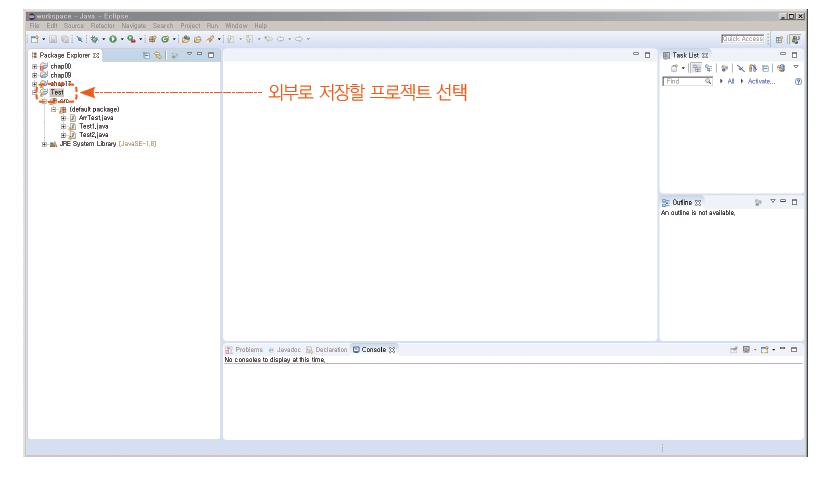 workspace - Java - Eclipse
File Edit Source Refactor Navigate Search Project Run Window Help
Quick Access
Package Explorer
chap00
chap09
chap17
Test
src
(default package)
ArrTest.java
Test1.java
Test2.java
JRE System Library [JavaSE-1.8]
외부로 저장할 프로젝트 선택
Task List
Find
All
Activate...
Outline
An outline is not available.
Problems
Javadoc
Declaration
Console
No consoles to display at this time.